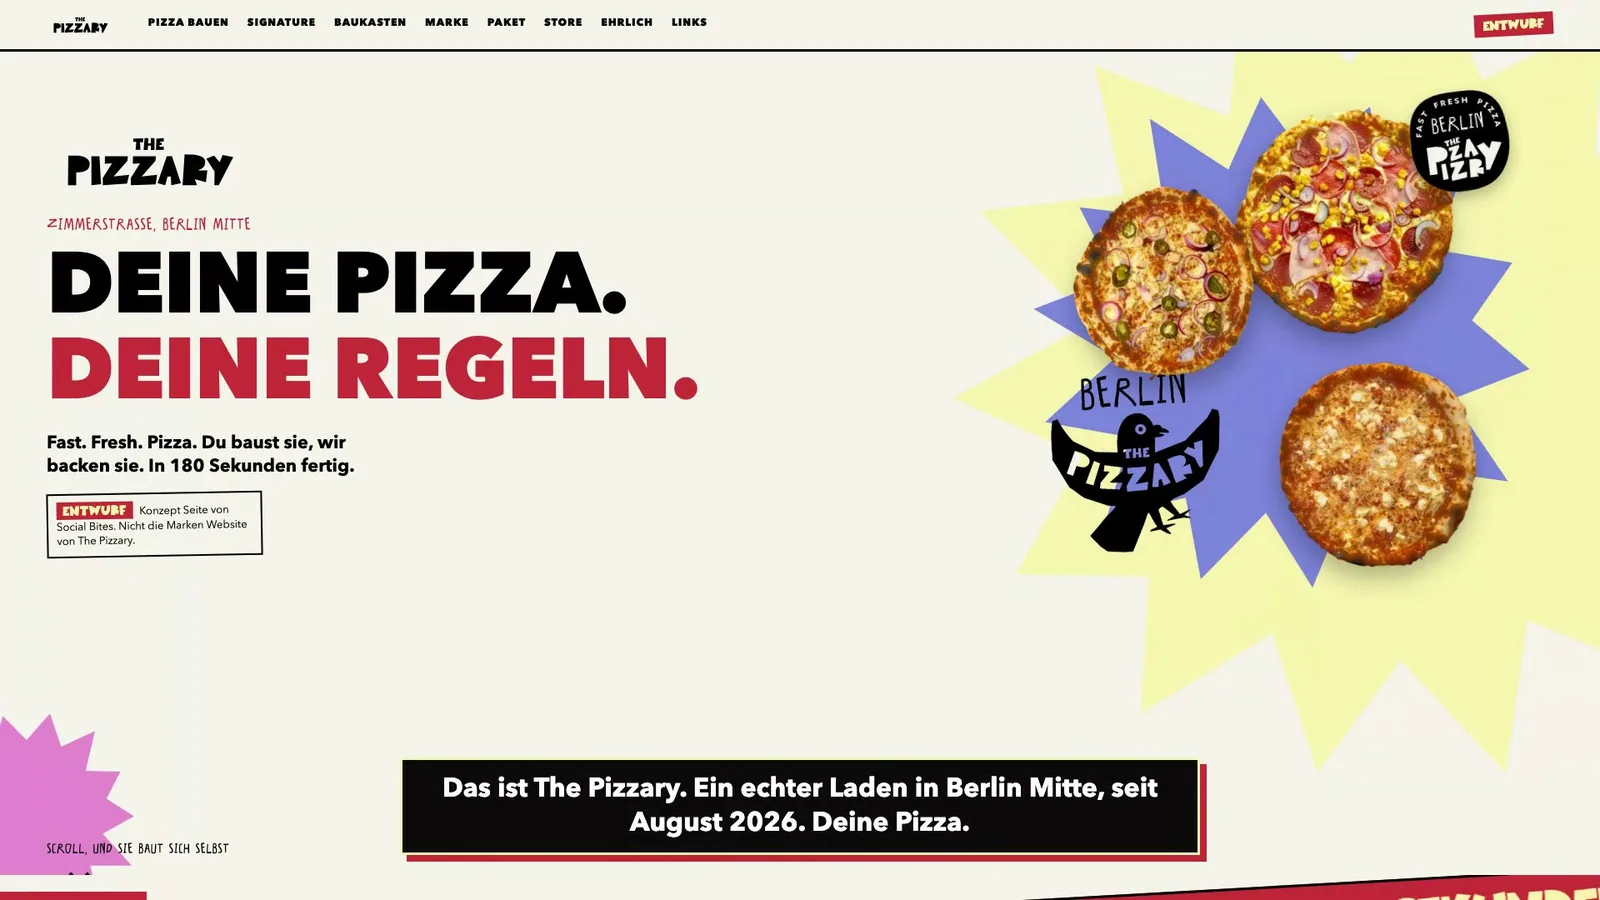 THE
PIZZARY
PIZZA BAUEN SIGNATURE BAUKASTEN MARKE PAKET STORE EHRLICH LINKS
ENTWURF
THE
PIZZARY
ZIMMERSTRASSE, BERLIN MITTE
DEINE PIZZA.
DEINE REGELN.
Fast. Fresh. Pizza. Du baust sie, wir
backen sie. In 180 Sekunden fertig.
ENTWURF Konzept Seite von
Social Bites. Nicht die Marken Website
von The Pizzary.
FAST FRESH PIZZA
BERLIN
THE
PIZZARY
BERLIN
THE
PIZZARY
Das ist The Pizzary. Ein echter Laden in Berlin Mitte, seit
August 2026. Deine Pizza.
SCROLL, UND SIE BAUT SICH SELBST